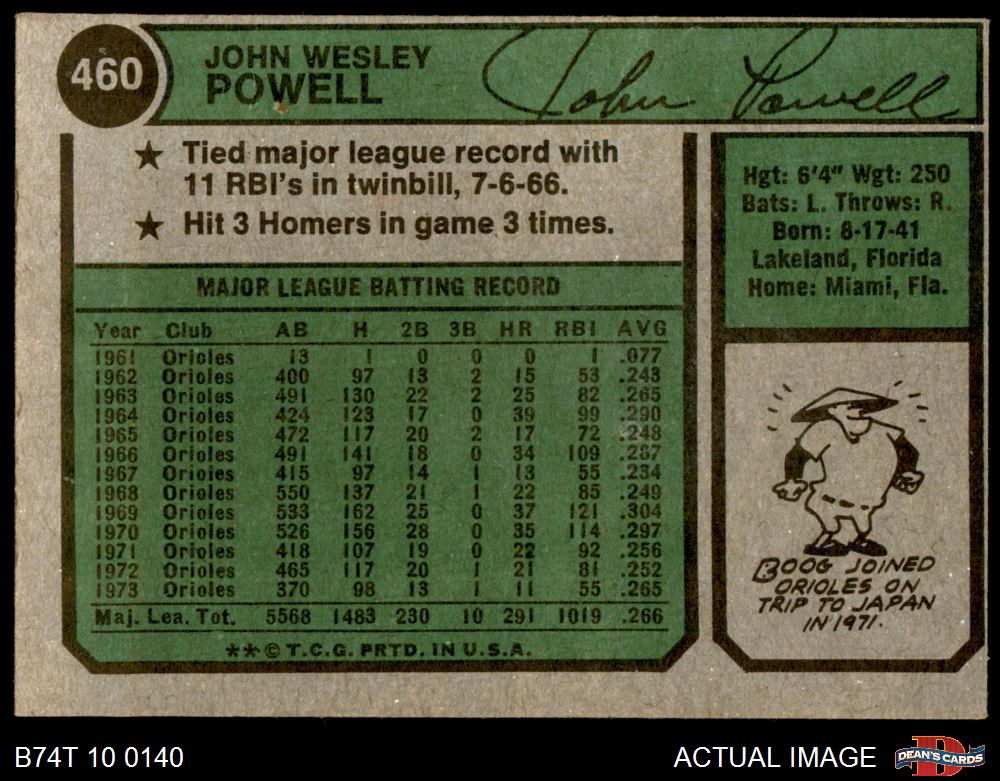 460
JOHN WESLEY
POWELL
John Powell
★ Tied major league record with
11 RBI's in twinbill, 7-6-66.
★ Hit 3 Homers in game 3 times.
Hgt: 6'4" Wgt: 250
Bats: L. Throws: R.
Born: 8-17-41
Lakeland, Florida
Home: Miami, Fla.
MAJOR LEAGUE BATTING RECORD
Year Club AB H 2B 3B HR RBI AVG
1961 Orioles 13 1 0 0 0 1 .077
1962 Orioles 400 97 13 2 15 53 .243
1963 Orioles 491 130 22 2 25 82 .265
1964 Orioles 424 123 17 0 39 99 .290
1965 Orioles 472 117 20 2 17 72 .248
1966 Orioles 491 141 18 0 34 109 .287
1967 Orioles 415 97 14 1 13 55 .234
1968 Orioles 550 137 21 1 22 85 .249
1969 Orioles 533 162 25 0 37 121 .304
1970 Orioles 526 156 28 0 35 114 .297
1971 Orioles 418 107 19 0 22 92 .256
1972 Orioles 465 117 20 1 21 81 .252
1973 Orioles 370 98 13 1 11 55 .265
Maj. Lea. Tot. 5568 1483 230 10 291 1019 .266
**© T.C.G. PRTD. IN U.S.A.
BOOG JOINED
ORIOLES ON
TRIP TO JAPAN
IN 1971.
B74T 10 0140
ACTUAL IMAGE
D
DEAN'S CARDS